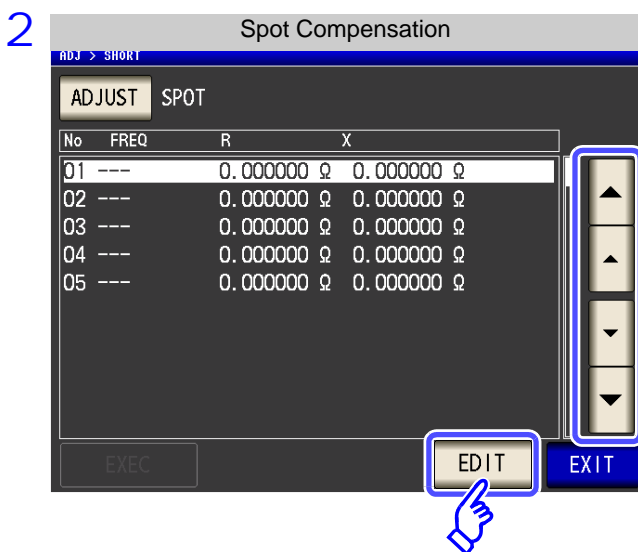 2
Spot Compensation
ADJ > SHORT
ADJUST SPOT
No FREQ R X
01 --- 0.000000 Ω 0.000000 Ω
02 --- 0.000000 Ω 0.000000 Ω
03 --- 0.000000 Ω 0.000000 Ω
04 --- 0.000000 Ω 0.000000 Ω
05 --- 0.000000 Ω 0.000000 Ω
EXEC EDIT EXIT